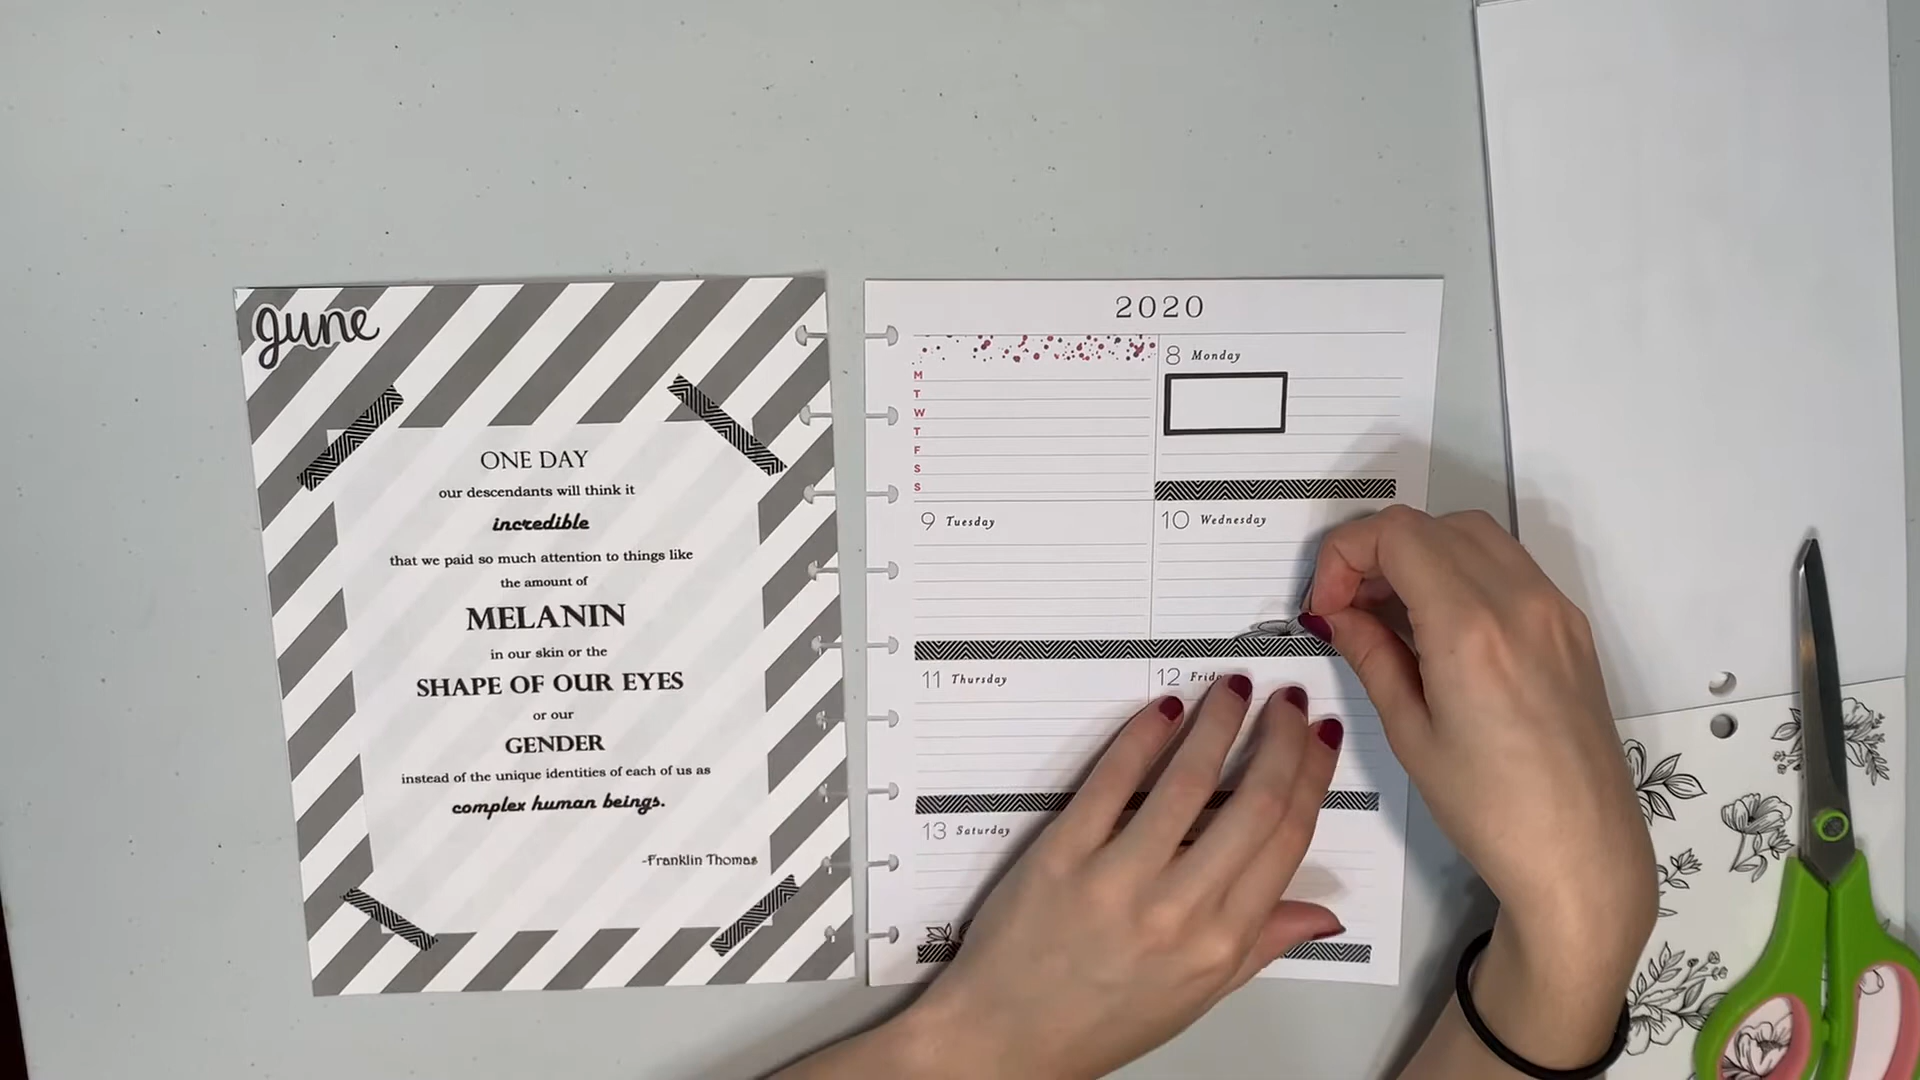 June
ONE DAY
our descendants will think it
incredible
that we paid so much attention to things like
the amount of
MELANIN
in our skin or the
SHAPE OF OUR EYES
or our
GENDER
instead of the unique identities of each of us as
complex human beings.
-Franklin Thomas
2020
M
T
W
T
F
S
S
8 Monday
9 Tuesday
10 Wednesday
11 Thursday
12
13 Saturday